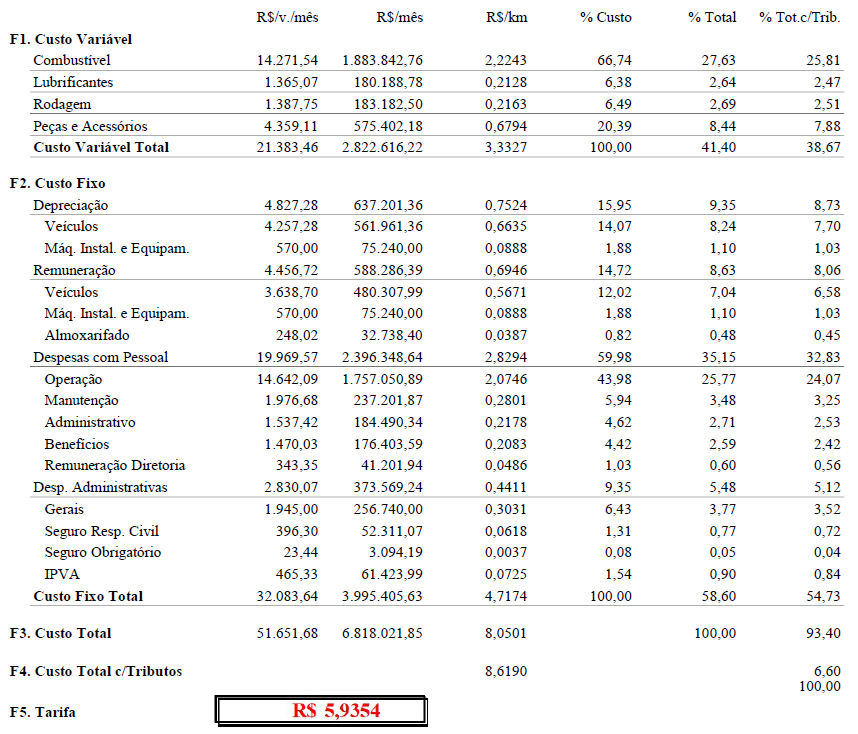 R$/v./mês R$/mês R$/km % Custo % Total % Tot.c/Trib.
F1. Custo Variável
Combustível 14.271,54 1.883.842,76 2,2243 66,74 27,63 25,81
Lubrificantes 1.365,07 180.188,78 0,2128 6,38 2,64 2,47
Rodagem 1.387,75 183.182,50 0,2163 6,49 2,69 2,51
Peças e Acessórios 4.359,11 575.402,18 0,6794 20,39 8,44 7,88
Custo Variável Total 21.383,46 2.822.616,22 3,3327 100,00 41,40 38,67
F2. Custo Fixo
Depreciação 4.827,28 637.201,36 0,7524 15,95 9,35 8,73
Veículos 4.257,28 561.961,36 0,6635 14,07 8,24 7,70
Máq. Instal. e Equipam. 570,00 75.240,00 0,0888 1,88 1,10 1,03
Remuneração 4.456,72 588.286,39 0,6946 14,72 8,63 8,06
Veículos 3.638,70 480.307,99 0,5671 12,02 7,04 6,58
Máq. Instal. e Equipam. 570,00 75.240,00 0,0888 1,88 1,10 1,03
Almoxarifado 248,02 32.738,40 0,0387 0,82 0,48 0,45
Despesas com Pessoal 19.969,57 2.396.348,64 2,8294 59,98 35,15 32,83
Operação 14.642,09 1.757.050,89 2,0746 43,98 25,77 24,07
Manutenção 1.976,68 237.201,87 0,2801 5,94 3,48 3,25
Administrativo 1.537,42 184.490,34 0,2178 4,62 2,71 2,53
Benefícios 1.470,03 176.403,59 0,2083 4,42 2,59 2,42
Remuneração Diretoria 343,35 41.201,94 0,0486 1,03 0,60 0,56
Desp. Administrativas 2.830,07 373.569,24 0,4411 9,35 5,48 5,12
Gerais 1.945,00 256.740,00 0,3031 6,43 3,77 3,52
Seguro Resp. Civil 396,30 52.311,07 0,0618 1,31 0,77 0,72
Seguro Obrigatório 23,44 3.094,19 0,0037 0,08 0,05 0,04
IPVA 465,33 61.423,99 0,0725 1,54 0,90 0,84
Custo Fixo Total 32.083,64 3.995.405,63 4,7174 100,00 58,60 54,73
F3. Custo Total 51.651,68 6.818.021,85 8,0501 100,00 93,40
F4. Custo Total c/Tributos 8,6190 6,60
100,00
F5. Tarifa R$ 5,9354